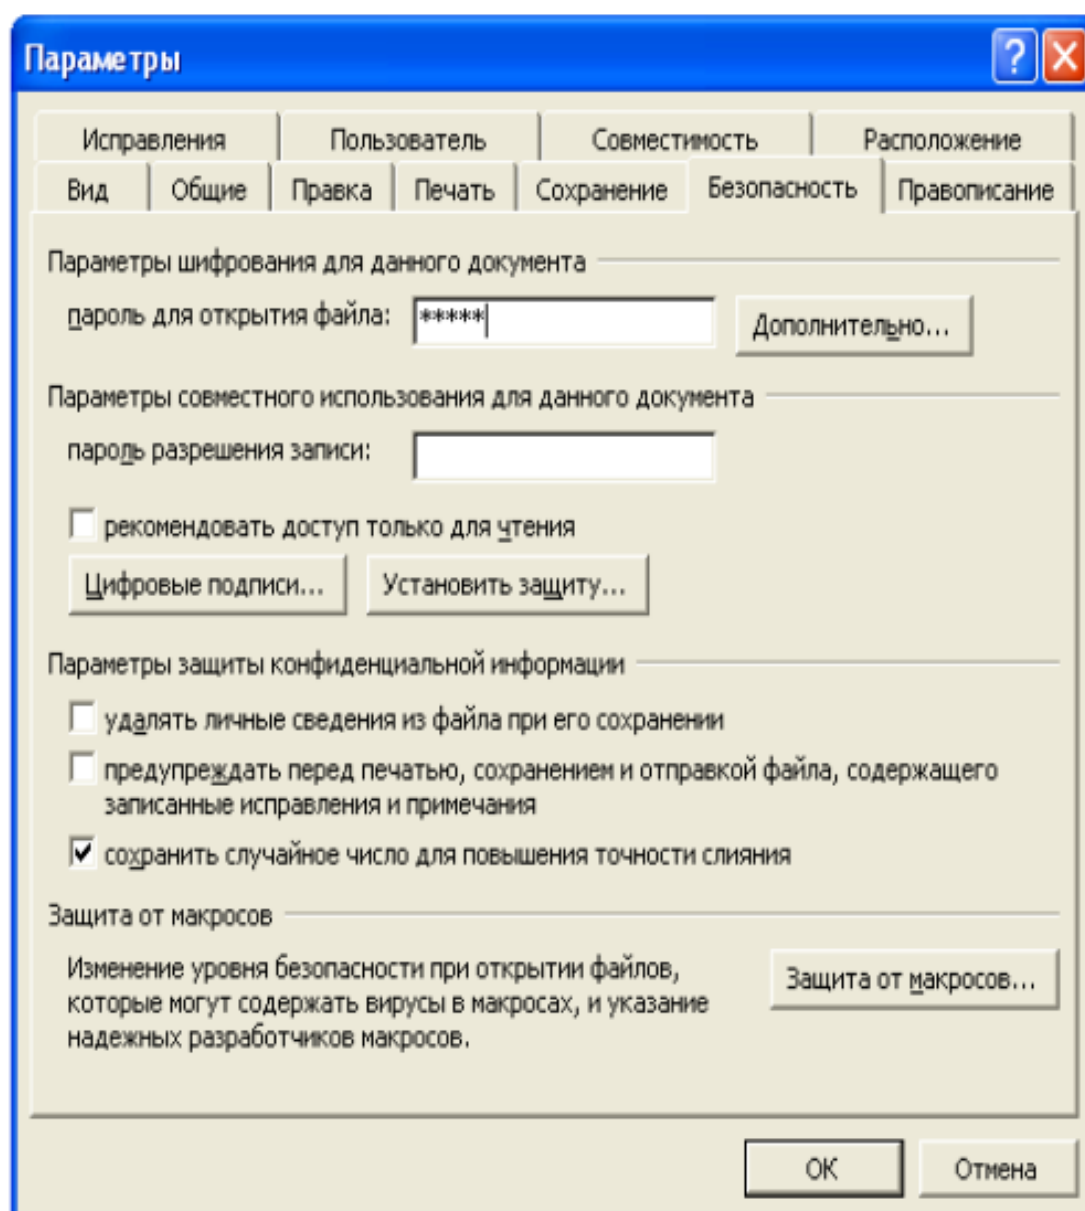 Параметры
Исправления Пользователь Совместимость Расположение
Вид Общие Правка Печать Сохранение Безопасность Правописание
Параметры шифрования для данного документа
пароль для открытия файла: ***** Дополнительно...
Параметры совместного использования для данного документа
пароль разрешения записи:
рекомендовать доступ только для чтения
Цифровые подписи... Установить защиту...
Параметры защиты конфиденциальной информации
удалять личные сведения из файла при его сохранении
предупреждать перед печатью, сохранением и отправкой файла, содержащего
записанные исправления и примечания
сохранить случайное число для повышения точности слияния
Защита от макросов
Изменение уровня безопасности при открытии файлов,
которые могут содержать вирусы в макросах, и указание
надежных разработчиков макросов.
Защита от макросов...
ОК Отмена